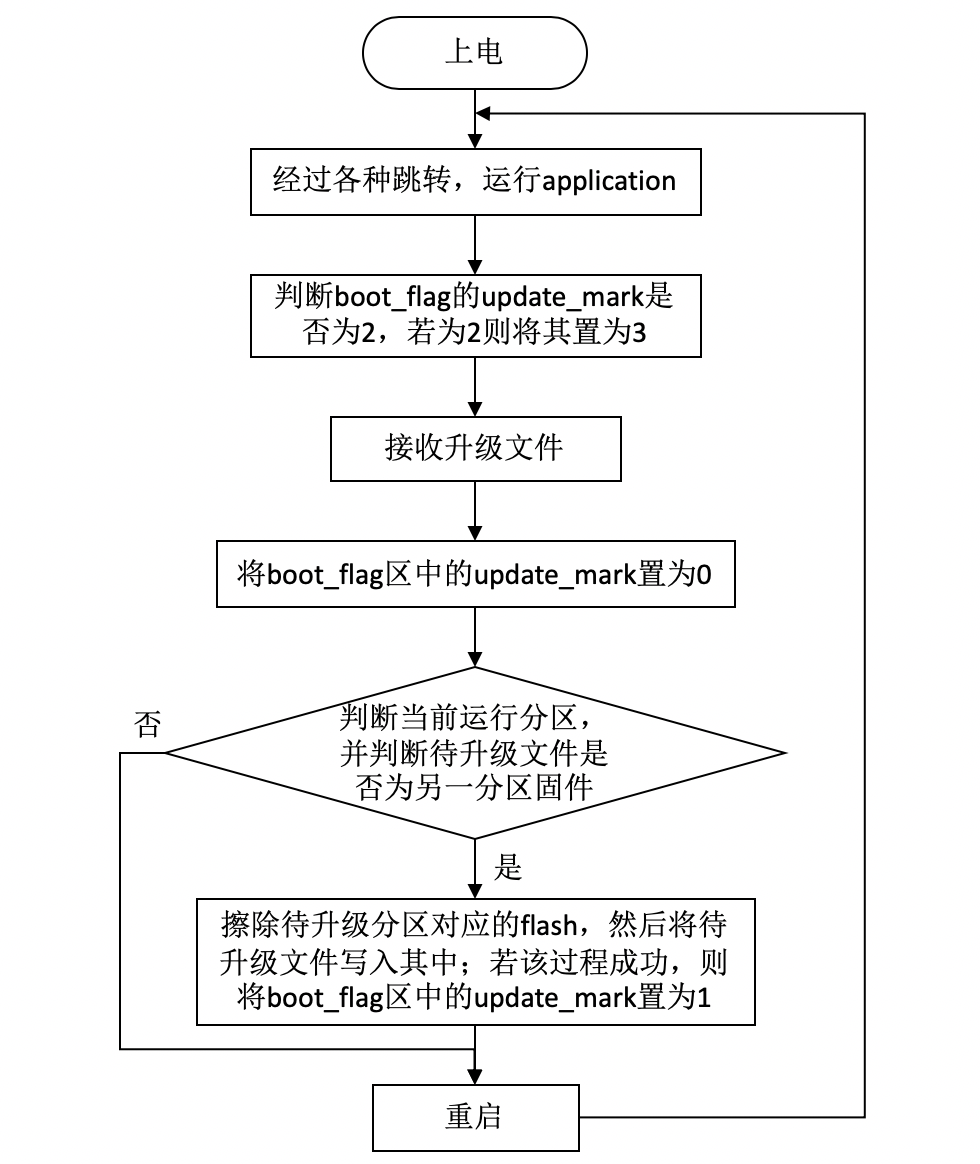 上电
经过各种跳转，运行application
判断boot_flag的update_mark是
否为2，若为2则将其置为3
接收升级文件
将boot_flag区中的update_mark置为0
判断当前运行分区，
并判断待升级文件是
否为另一分区固件
否
是
擦除待升级分区对应的flash，然后将待
升级文件写入其中；若该过程成功，则
将boot_flag区中的update_mark置为1
重启